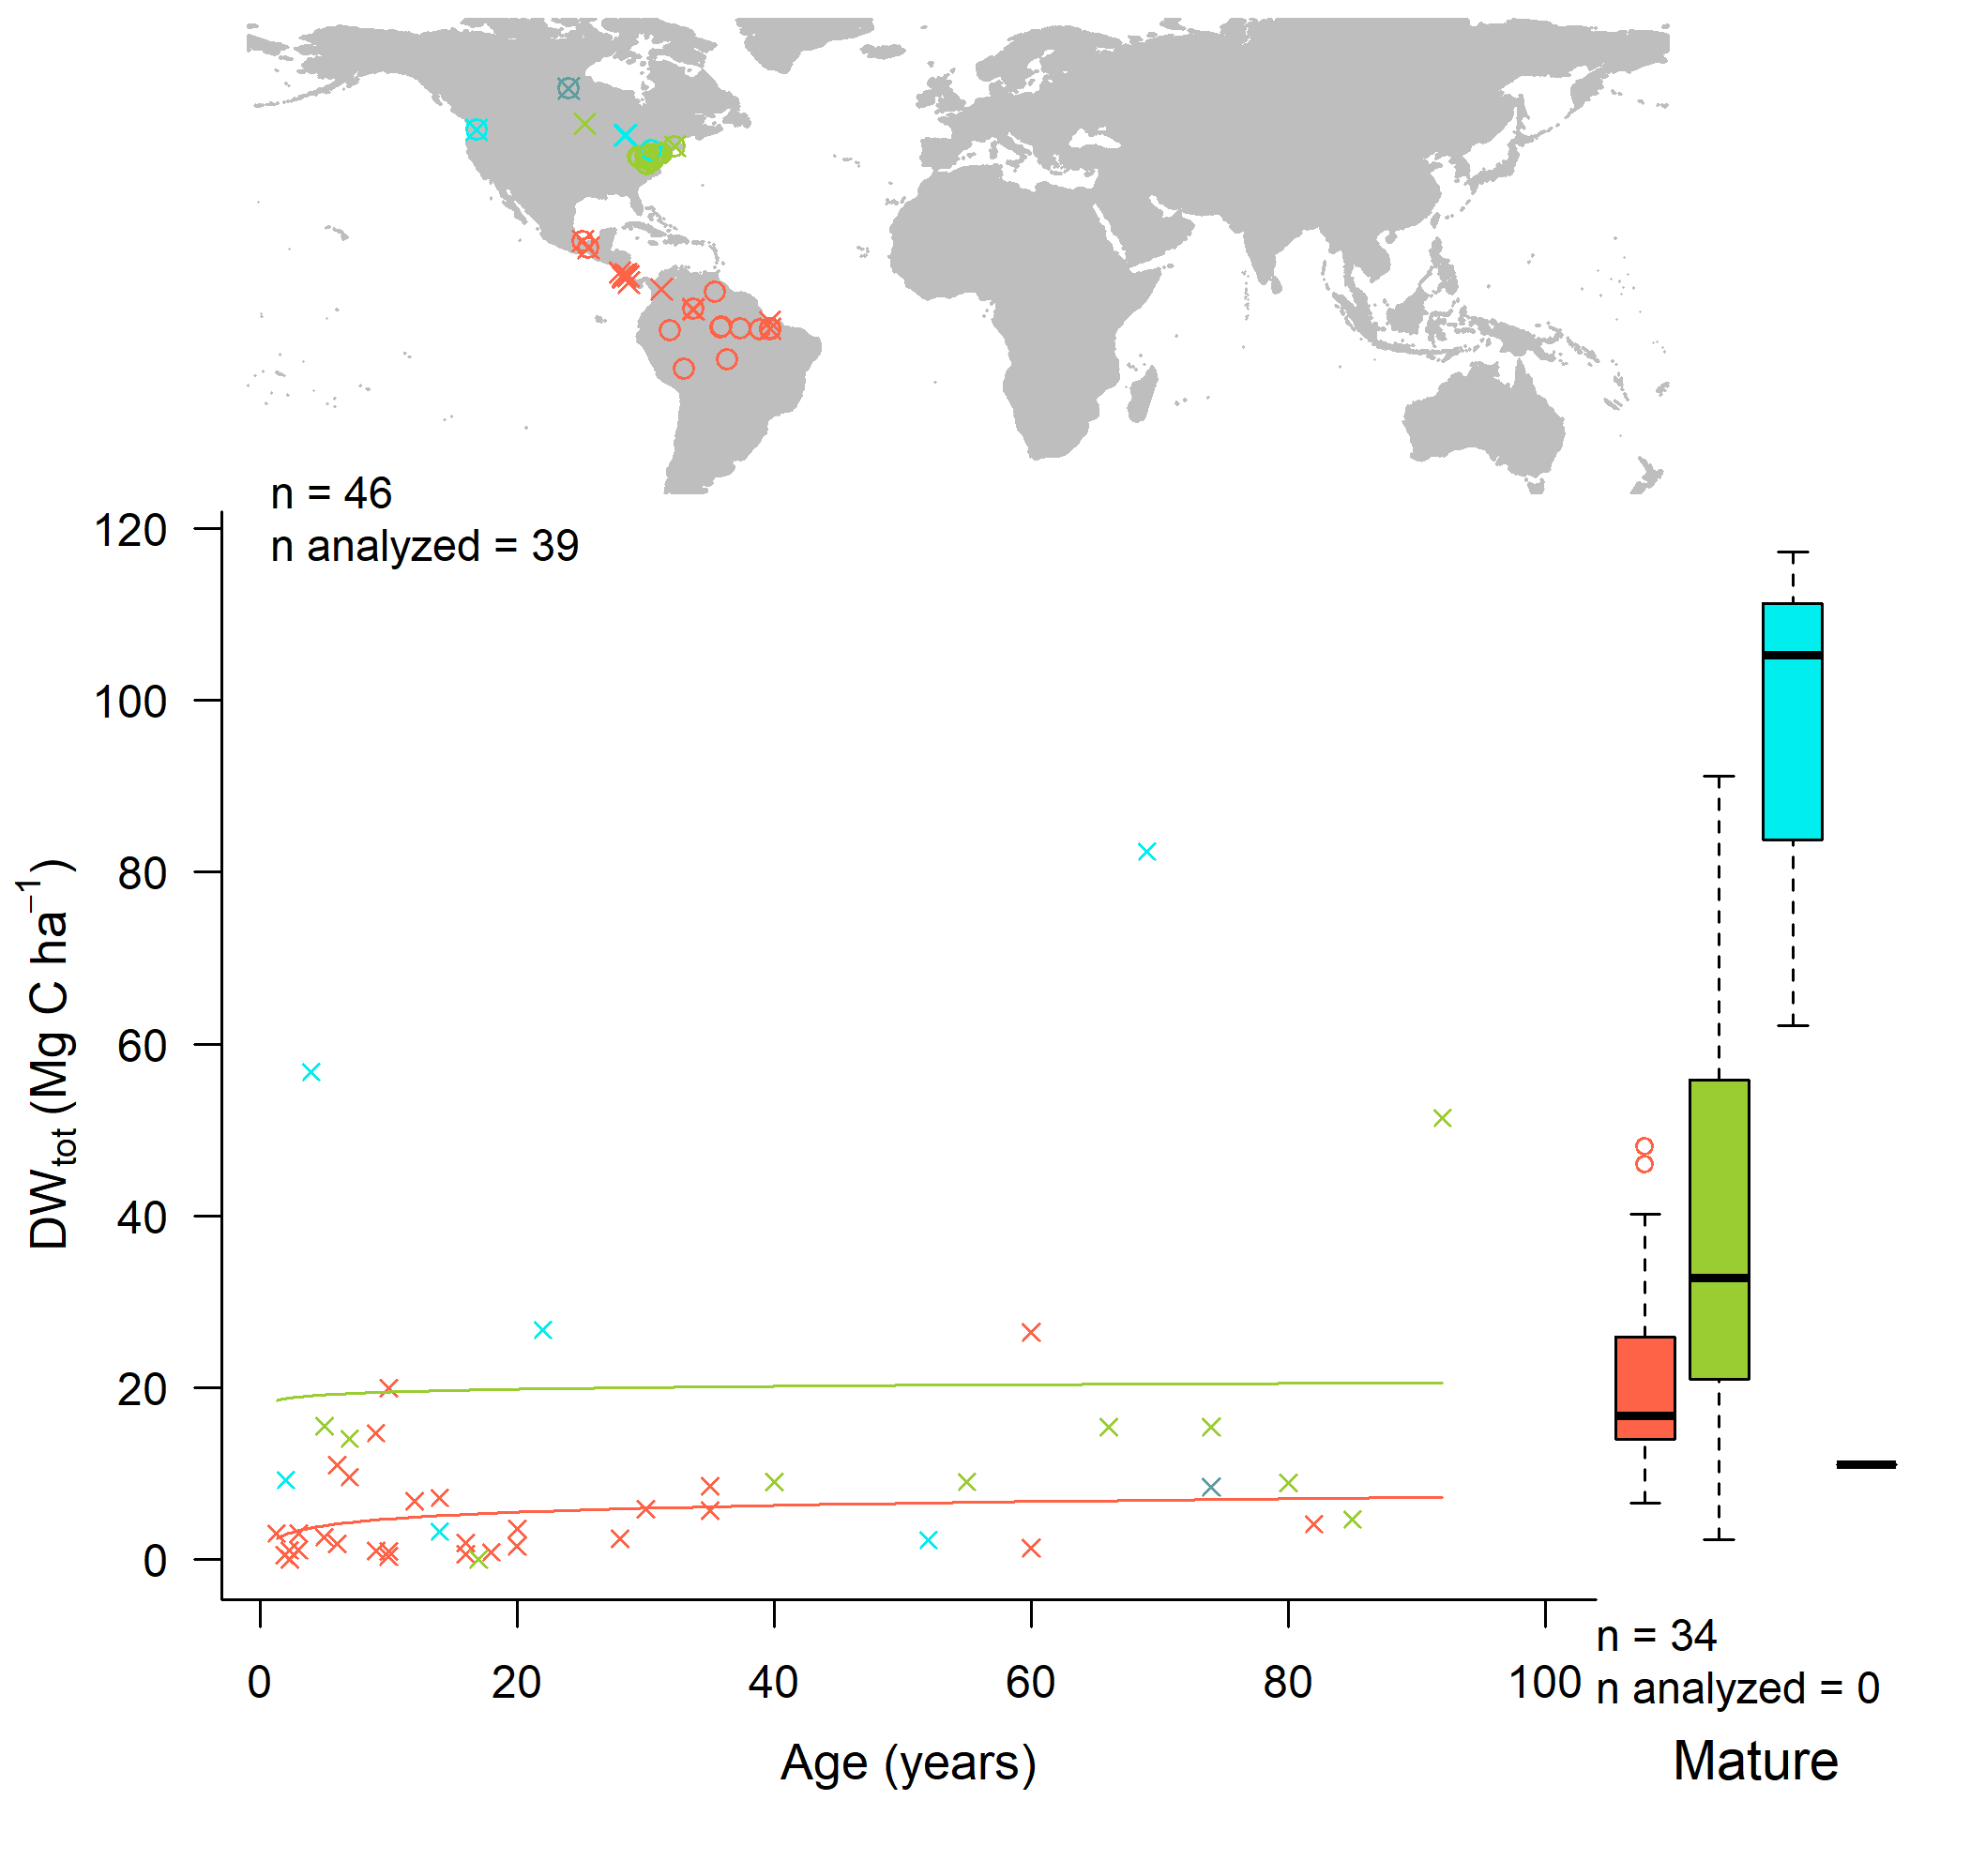 n = 46
n analyzed = 39
120
100
80
60
40
20
0
DWtot (Mg C ha−1)
0 20 40 60 80 100
n = 34
n analyzed = 0
Age (years)
Mature